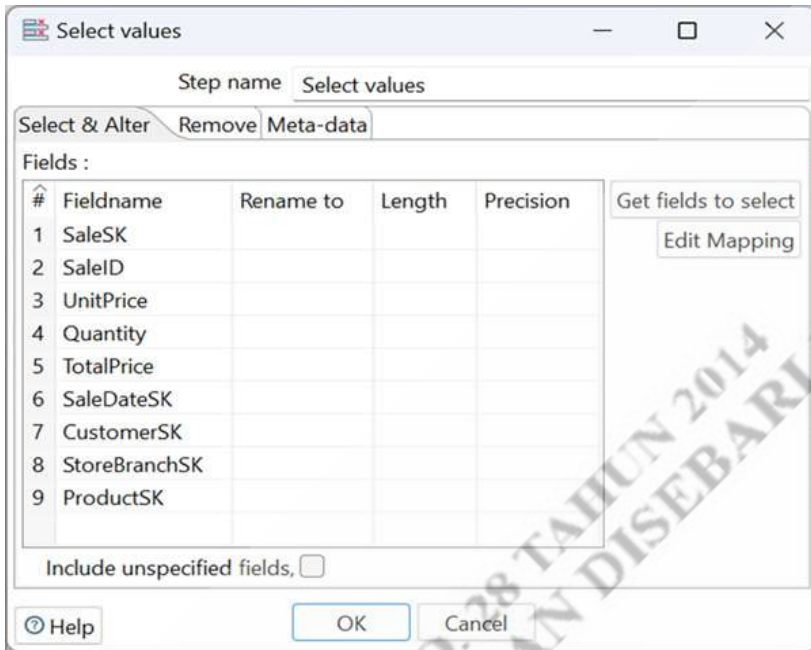 Select values
Step name Select values
Select & Alter Remove Meta-data
Fields :
# Fieldname Rename to Length Precision
Get fields to select
1 SaleSK
Edit Mapping
2 SaleID
3 UnitPrice
4 Quantity
5 TotalPrice
6 SaleDateSK
7 CustomerSK
8 StoreBranchSK
9 ProductSK
Include unspecified fields,
Help OK Cancel
28 TAHUN 2014
DISEBARL